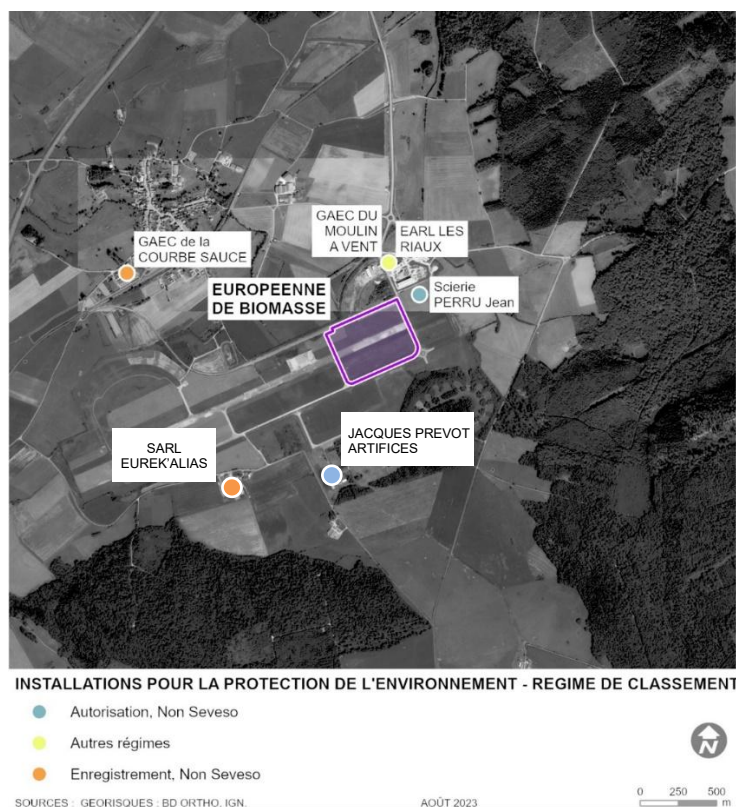 GAEC DU
MOULIN
A VENT
EARL LES
RIAUX
GAEC de la
COURBE SAUCE
EUROPEENNE
DE BIOMASSE
Scierie
PERRU Jean
SARL
EUREK'ALIAS
JACQUES PREVOT
ARTIFICES
INSTALLATIONS POUR LA PROTECTION DE L'ENVIRONNEMENT - REGIME DE CLASSEMENT
Autorisation, Non Seveso
Autres régimes
Enregistrement, Non Seveso
N
0 250 500
m
SOURCES : GEORISQUES : BD ORTHO, IGN.
AOÛT 2023